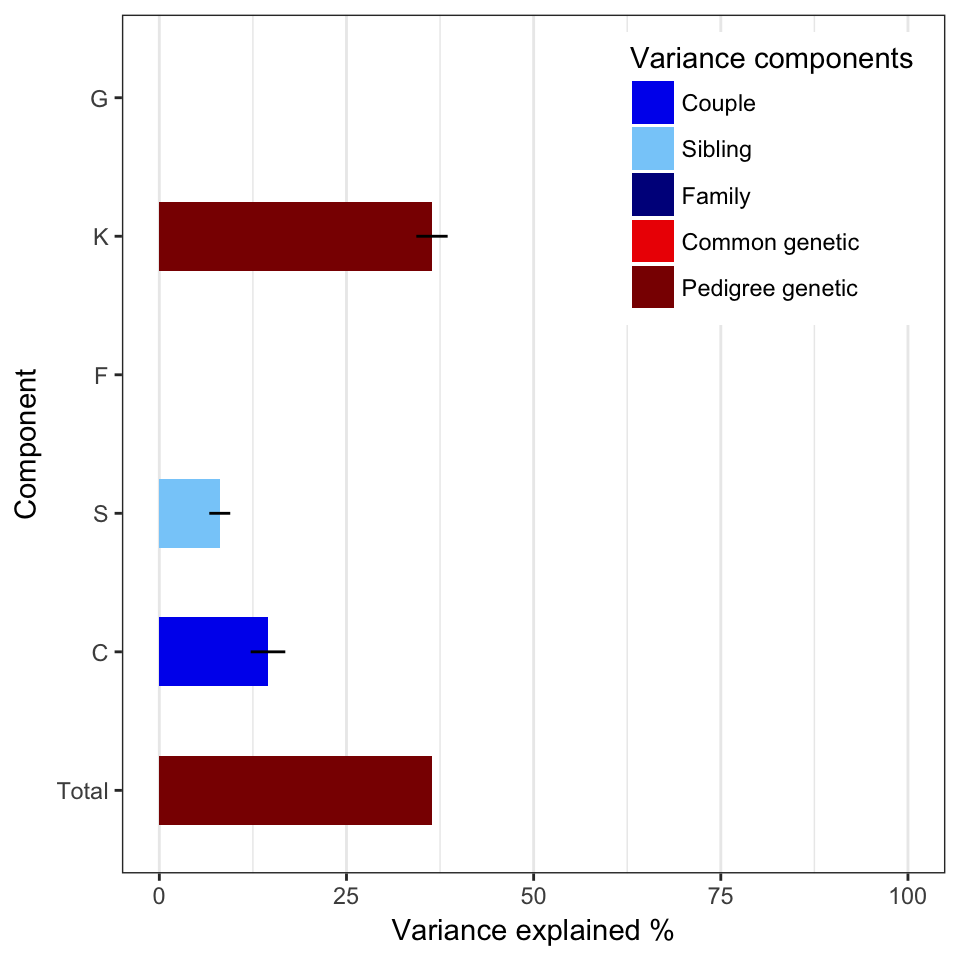 Variance components
Couple
Sibling
Family
Common genetic
Pedigree genetic
G
K
F
S
C
Total
Component
0 25 50 75 100
Variance explained %